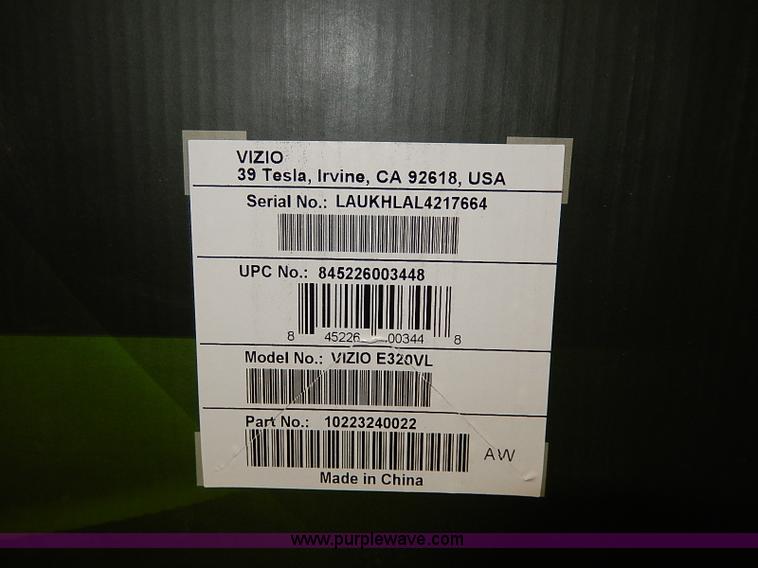 VIZIO
39 Tesla, Irvine, CA 92618, USA
Serial No.: LAUKHLAL4217664
UPC No.: 845226003448
8 45226 00344 8
Model No.: VIZIO E320VL
Part No.: 10223240022
AW
Made in China
www.purplewave.com